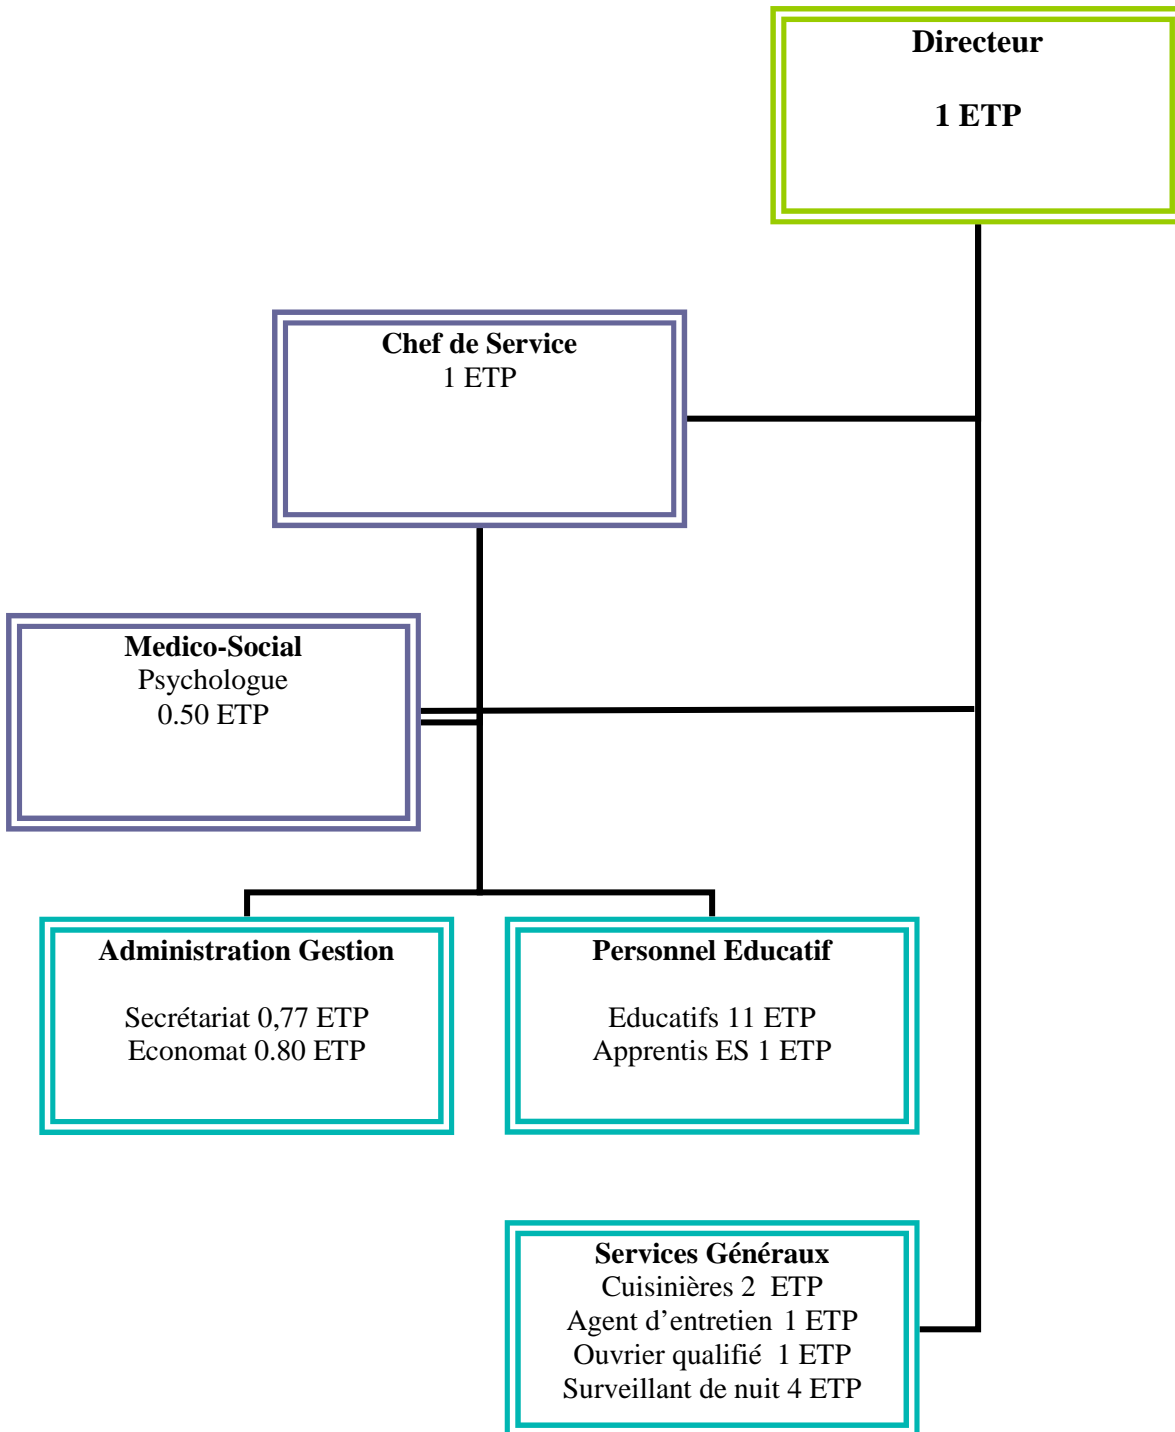 Directeur
1 ETP
Chef de Service
1 ETP
Medico-Social
Psychologue
0.50 ETP
Administration Gestion
Secrétariat 0,77 ETP
Economat 0.80 ETP
Personnel Educatif
Educatifs 11 ETP
Apprentis ES 1 ETP
Services Généraux
Cuisinières 2 ETP
Agent d’entretien 1 ETP
Ouvrier qualifié 1 ETP
Surveillant de nuit 4 ETP